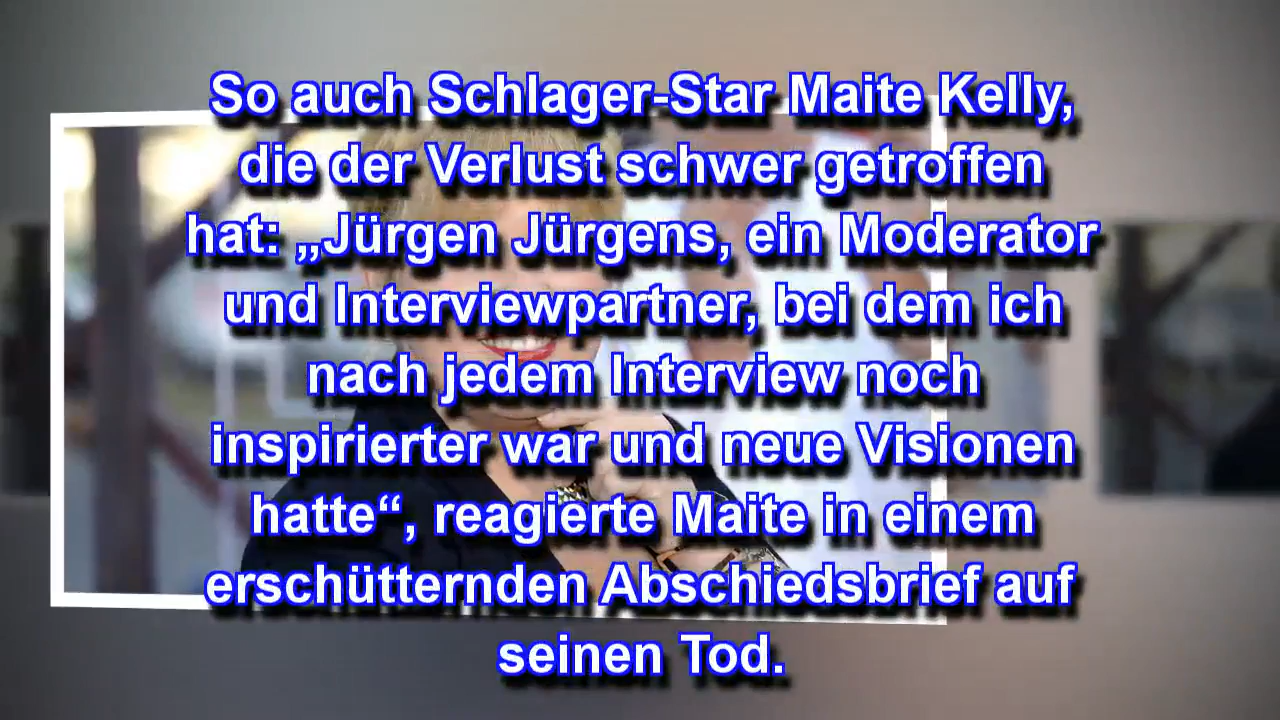 So auch Schlager-Star Maite Kelly,
die der Verlust schwer getroffen
hat: „Jürgen Jürgens, ein Moderator
und Interviewpartner, bei dem ich
nach jedem Interview noch
inspirierter war und neue Visionen
hatte“, reagierte Maite in einem
erschütternden Abschiedsbrief auf
seinen Tod.